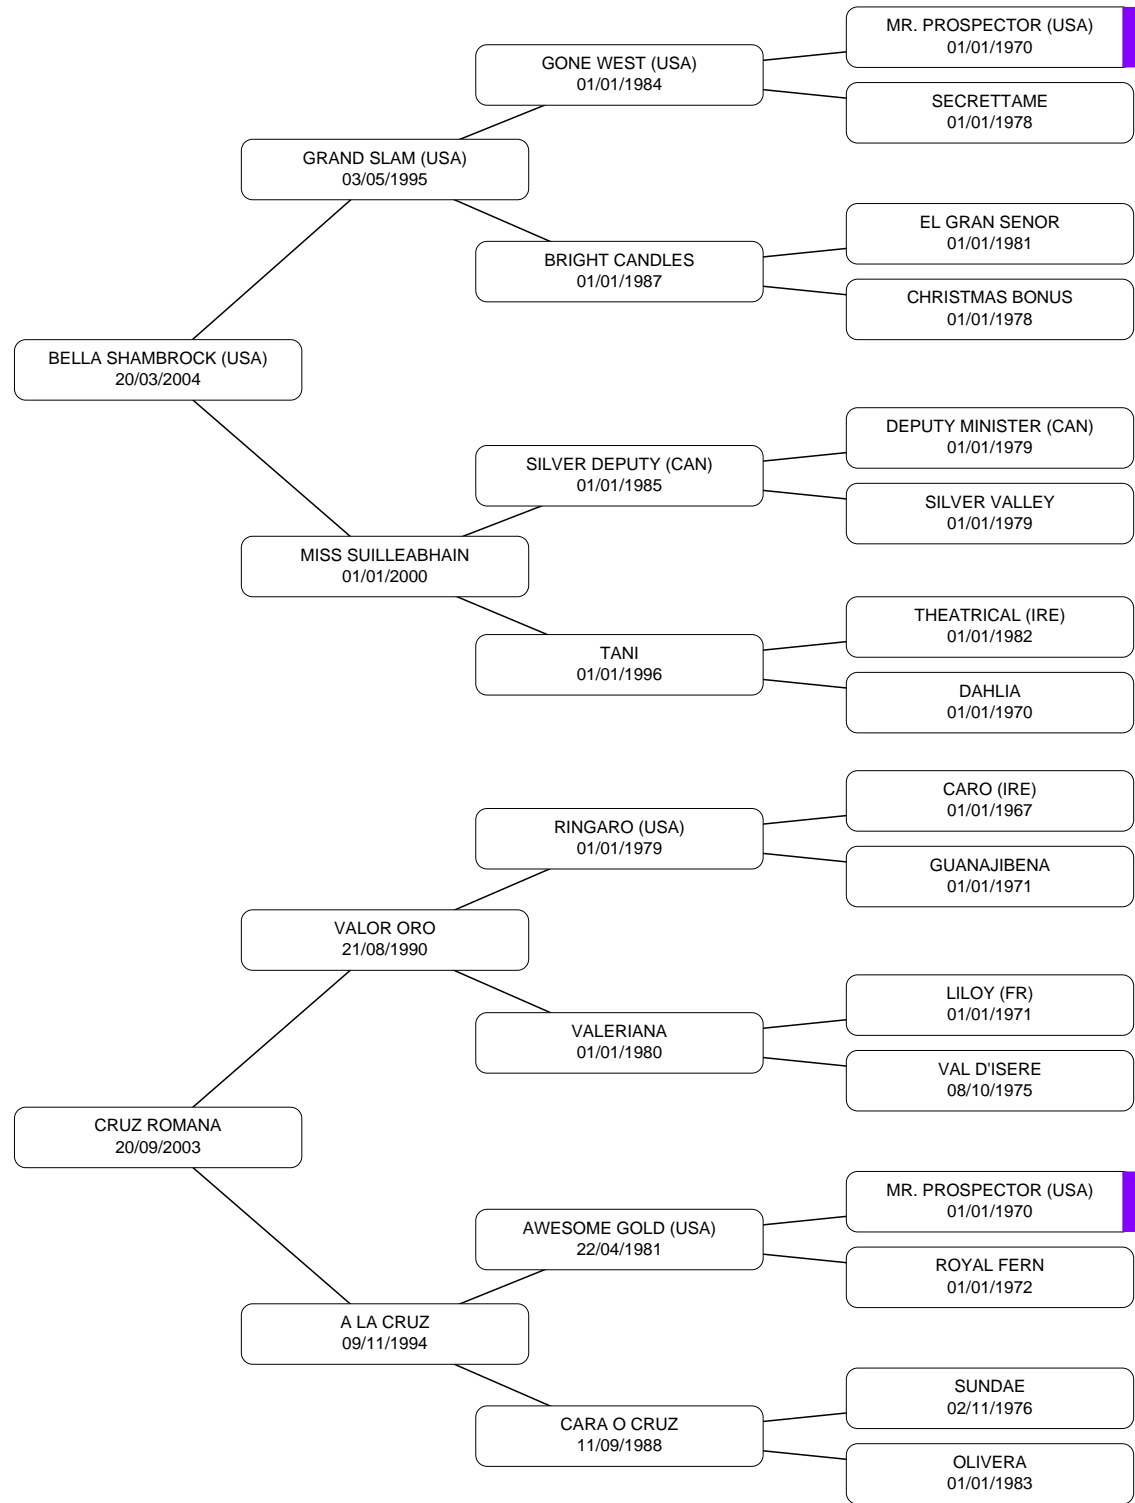 MR. PROSPECTOR (USA)
01/01/1970
GONE WEST (USA)
01/01/1984
SECRETTAME
01/01/1978
GRAND SLAM (USA)
03/05/1995
EL GRAN SENOR
01/01/1981
BRIGHT CANDLES
01/01/1987
CHRISTMAS BONUS
01/01/1978
BELLA SHAMBROCK (USA)
20/03/2004
DEPUTY MINISTER (CAN)
01/01/1979
SILVER DEPUTY (CAN)
01/01/1985
SILVER VALLEY
01/01/1979
MISS SUILLEABHAIN
01/01/2000
THEATRICAL (IRE)
01/01/1982
TANI
01/01/1996
DAHLIA
01/01/1970
CARO (IRE)
01/01/1967
RINGARO (USA)
01/01/1979
GUANAJIBENA
01/01/1971
VALOR ORO
21/08/1990
LILOY (FR)
01/01/1971
VALERIANA
01/01/1980
VAL D'ISERE
08/10/1975
CRUZ ROMANA
20/09/2003
MR. PROSPECTOR (USA)
01/01/1970
AWESOME GOLD (USA)
22/04/1981
ROYAL FERN
01/01/1972
A LA CRUZ
09/11/1994
SUNDAE
02/11/1976
CARA O CRUZ
11/09/1988
OLIVERA
01/01/1983